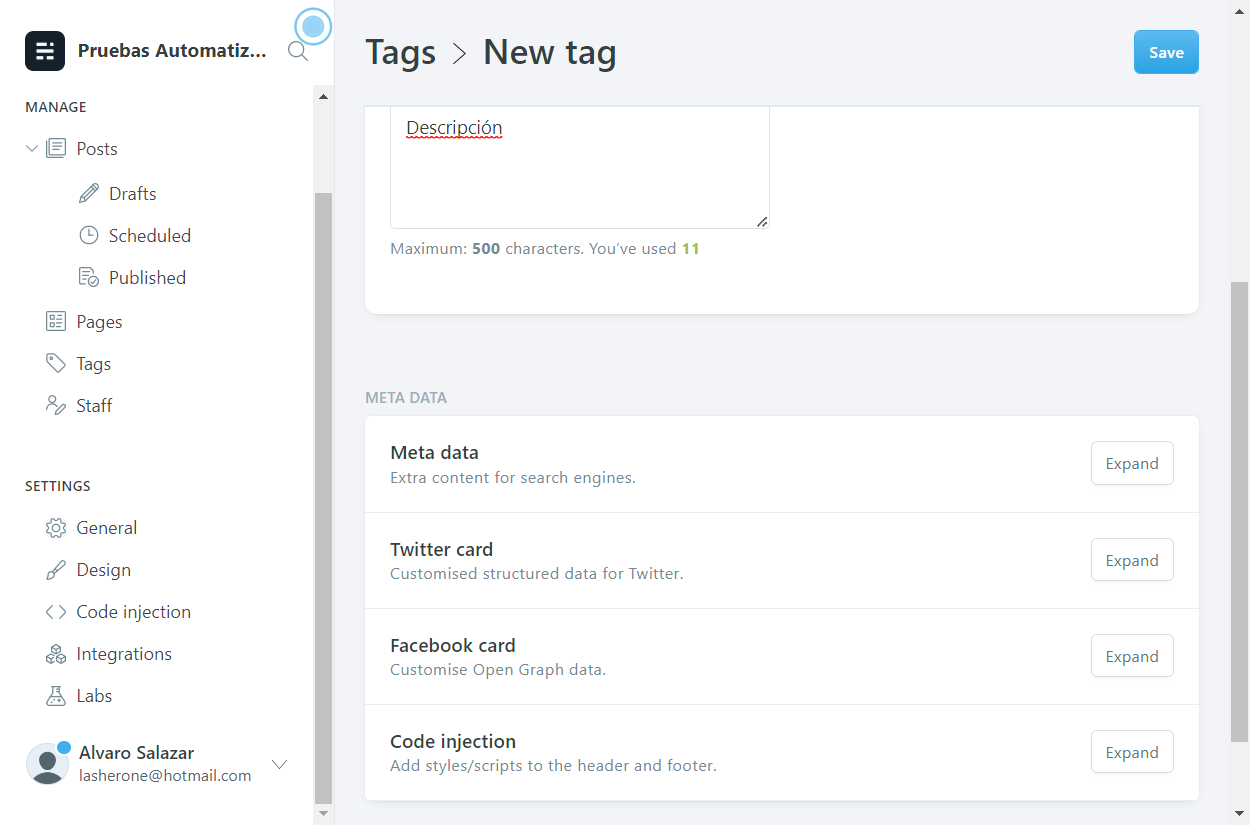 Pruebas Automatiz...
MANAGE
Posts
Drafts
Scheduled
Published
Pages
Tags
Staff
SETTINGS
General
Design
Code injection
Integrations
Labs
Alvaro Salazar
lasherone@hotmail.com
Tags > New tag
Save
Descripción
Maximum: 500 characters. You’ve used 11
META DATA
Meta data
Extra content for search engines.
Expand
Twitter card
Customised structured data for Twitter.
Expand
Facebook card
Customise Open Graph data.
Expand
Code injection
Add styles/scripts to the header and footer.
Expand